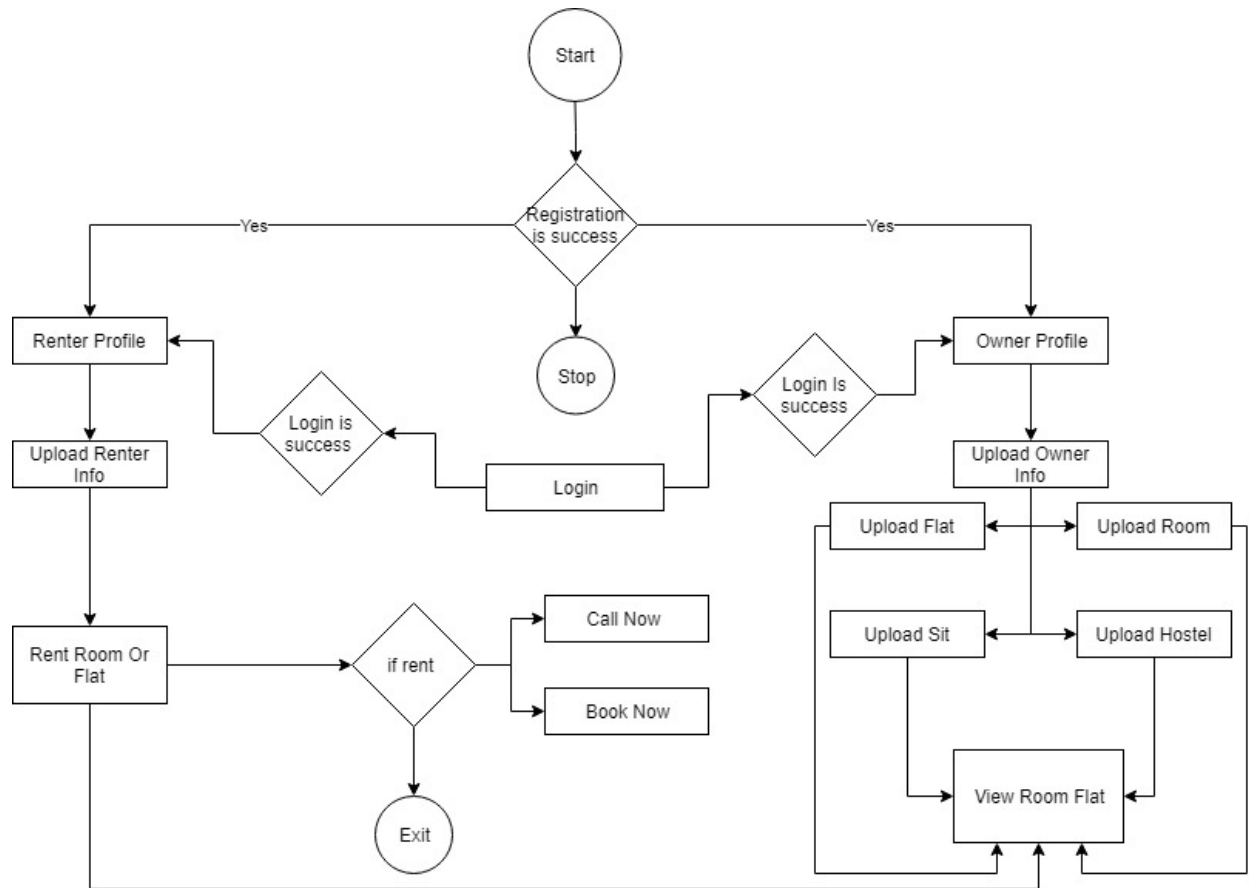 Start
Registration
is success
Yes
Yes
Renter Profile
Owner Profile
Stop
Login Is
success
Login is
success
Upload Renter
Info
Upload Owner
Info
Login
Upload Flat
Upload Room
Call Now
Upload Sit
Upload Hostel
Rent Room Or
Flat
if rent
Book Now
View Room Flat
Exit